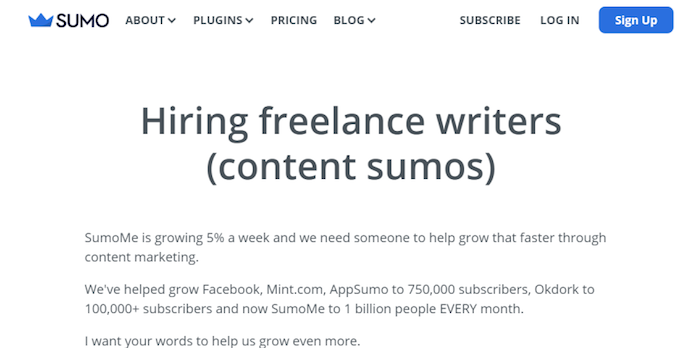 SUMO ABOUT PLUGINS PRICING BLOG SUBSCRIBE LOG IN Sign Up
Hiring freelance writers
(content sumos)
SumoMe is growing 5% a week and we need someone to help grow that faster through
content marketing.
We've helped grow Facebook, Mint.com, AppSumo to 750,000 subscribers, Okdork to
100,000+ subscribers and now SumoMe to 1 billion people EVERY month.
I want your words to help us grow even more.